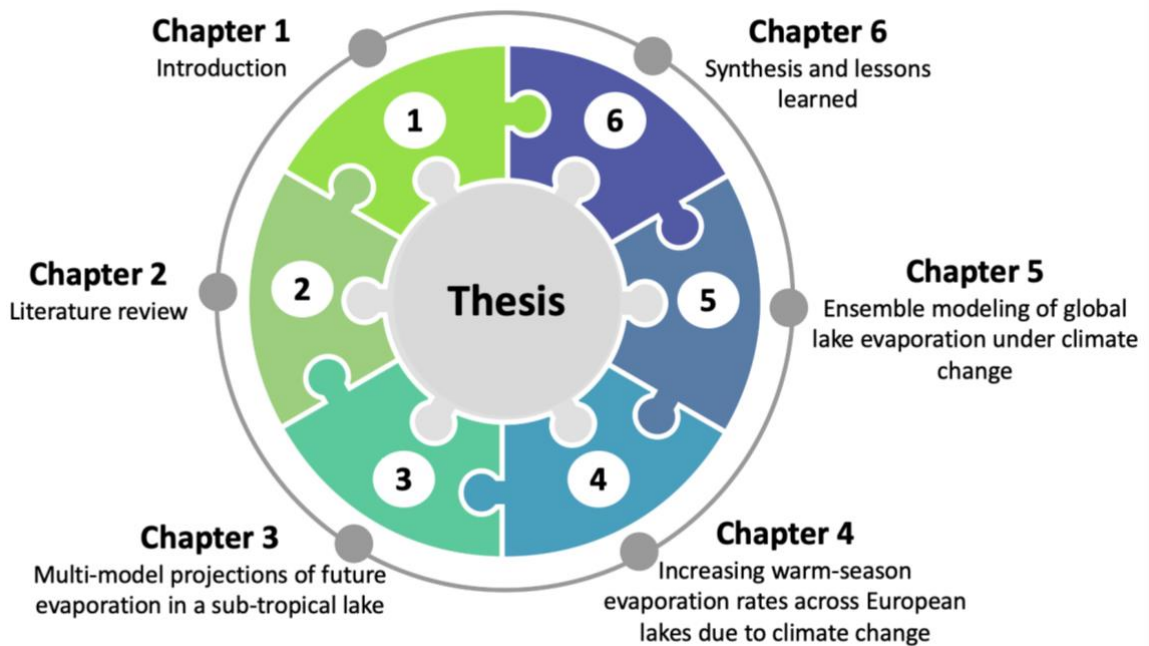 Chapter 1
Introduction
Chapter 6
Synthesis and lessons
learned
1
6
Chapter 2
Literature review
2
Thesis
5
Chapter 5
Ensemble modeling of global
lake evaporation under climate
change
3
4
Chapter 3
Multi-model projections of future
evaporation in a sub-tropical lake
Chapter 4
Increasing warm-season
evaporation rates across European
lakes due to climate change